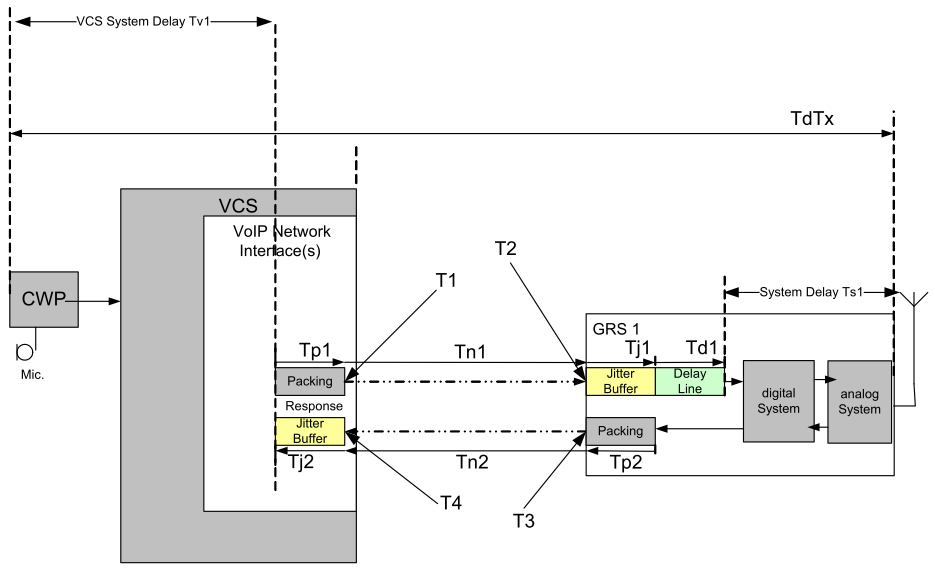 VCS System Delay Tv1
TdTx
VCS
VoIP Network
Interface(s)
T2
T1
CWP
System Delay Ts1
GRS 1
Mic.
Tp1
Tn1
Tj1
Td1
Packing
Jitter
Buffer
Delay
Line
digital
System
analog
System
Response
Jitter
Buffer
Packing
Tj2
Tn2
Tp2
T4
T3